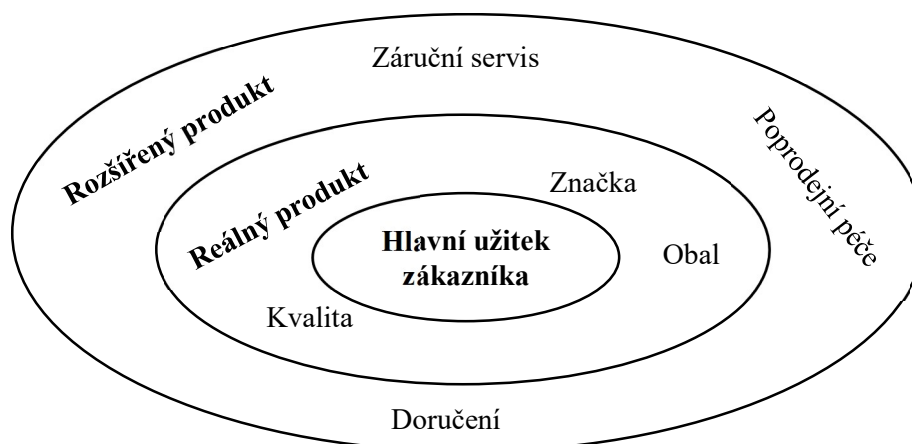 Záruční servis
Rozšířený produkt
Poprodejní péče
Reálný produkt
Značka
Hlavní užitek
zákazníka
Obal
Kvalita
Doručení